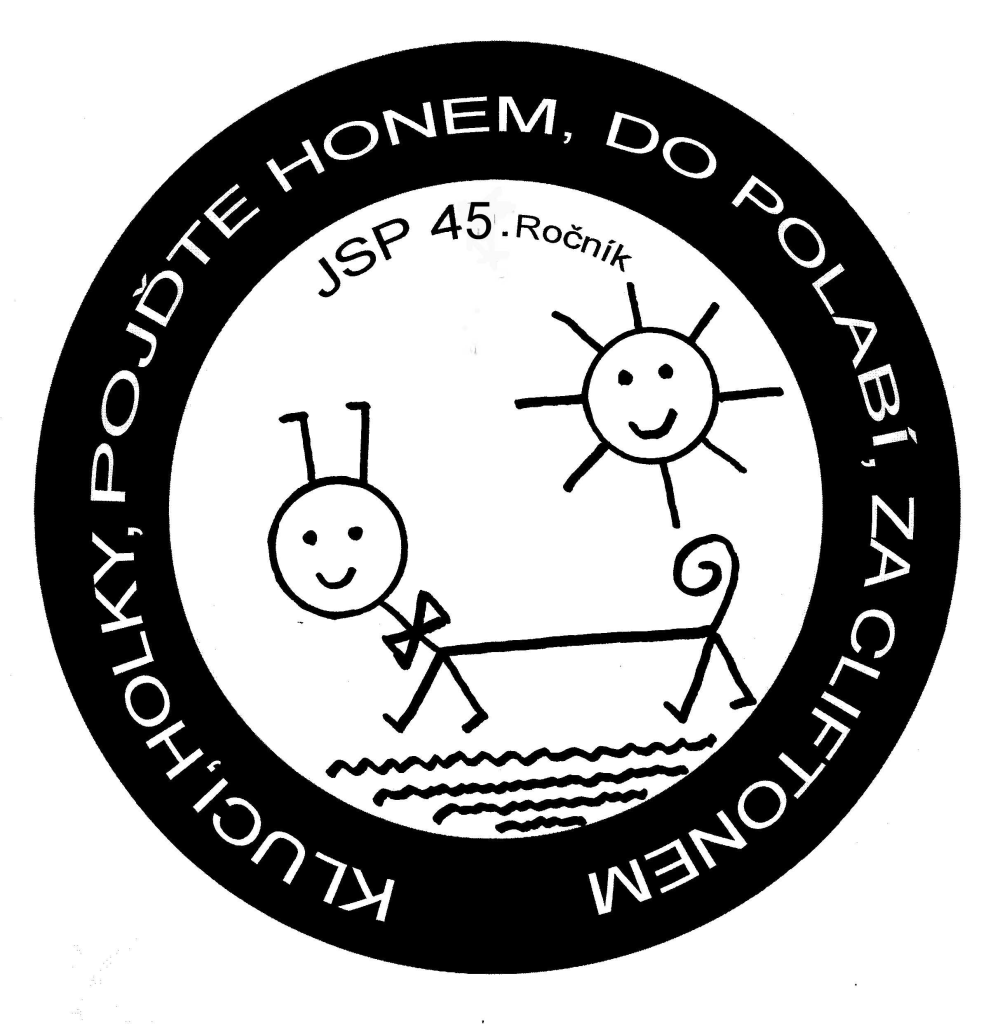 KLUCI, HOLKY, POJĎTE HONEM, DO POLABÍ, ZA CLIFTONEM
JSP 45. Ročník